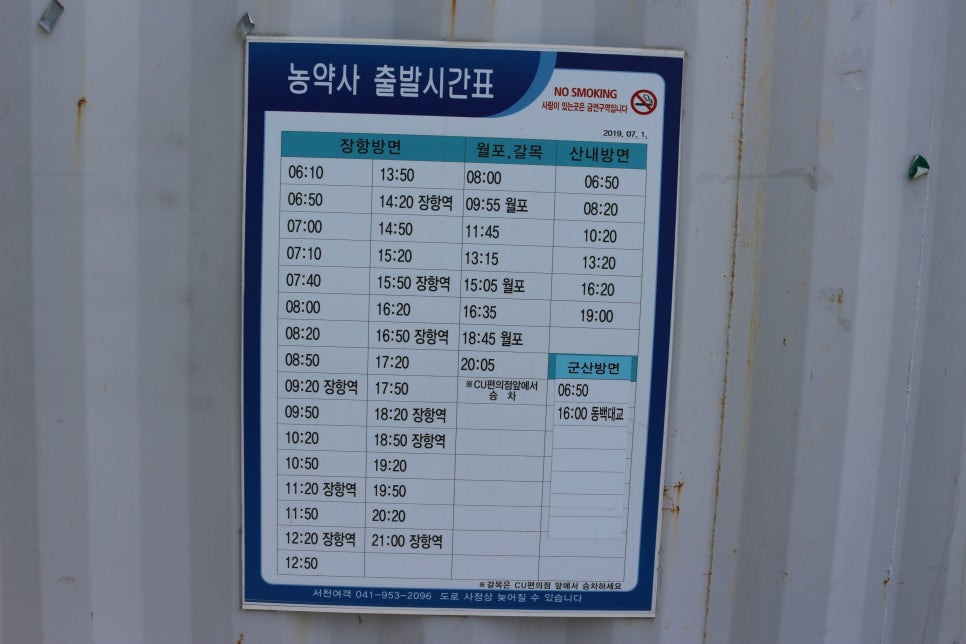 농약사 출발시간표
NO SMOKING
사람이 있는곳은 금연구역입니다
2019. 07. 1.
장항방면 월포,갈목 산내방면
06:10 13:50 08:00 06:50
06:50 14:20 장항역 09:55 월포 08:20
07:00 14:50 11:45 10:20
07:10 15:20 13:15 13:20
07:40 15:50 장항역 15:05 월포 16:20
08:00 16:20 16:35 19:00
08:20 16:50 장항역 18:45 월포
08:50 17:20 20:05 군산방면
09:20 장항역 17:50 ※CU편의점앞에서 06:50
승 차
09:50 18:20 장항역 16:00 동백대교
10:20 18:50 장항역
10:50 19:20
11:20 장항역 19:50
11:50 20:20
12:20 장항역 21:00 장항역
12:50
※갈목은 CU편의점 앞에서 승차하세요
서천여객 041-953-2096 도로 사정상 늦어질 수 있습니다